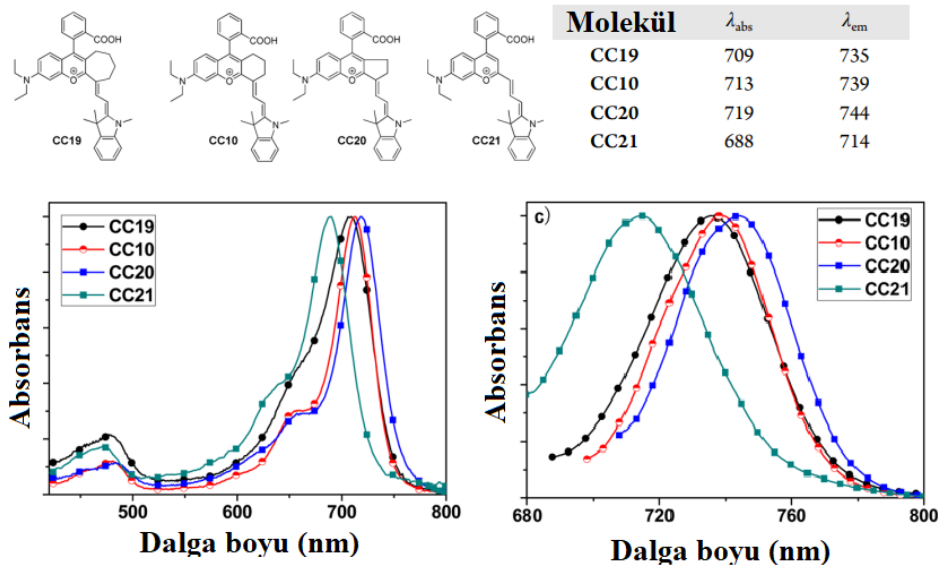 COOH
N
O
N
CC19
COOH
N
O
N
CC10
COOH
N
O
N
CC20
COOH
N
O
N
CC21
Molekül λabs λem
CC19 709 735
CC10 713 739
CC20 719 744
CC21 688 714
Absorbans
CC19
CC10
CC20
CC21
500 600 700 800
Dalga boyu (nm)
Absorbans
c)
CC19
CC10
CC20
CC21
680 720 760 800
Dalga boyu (nm)